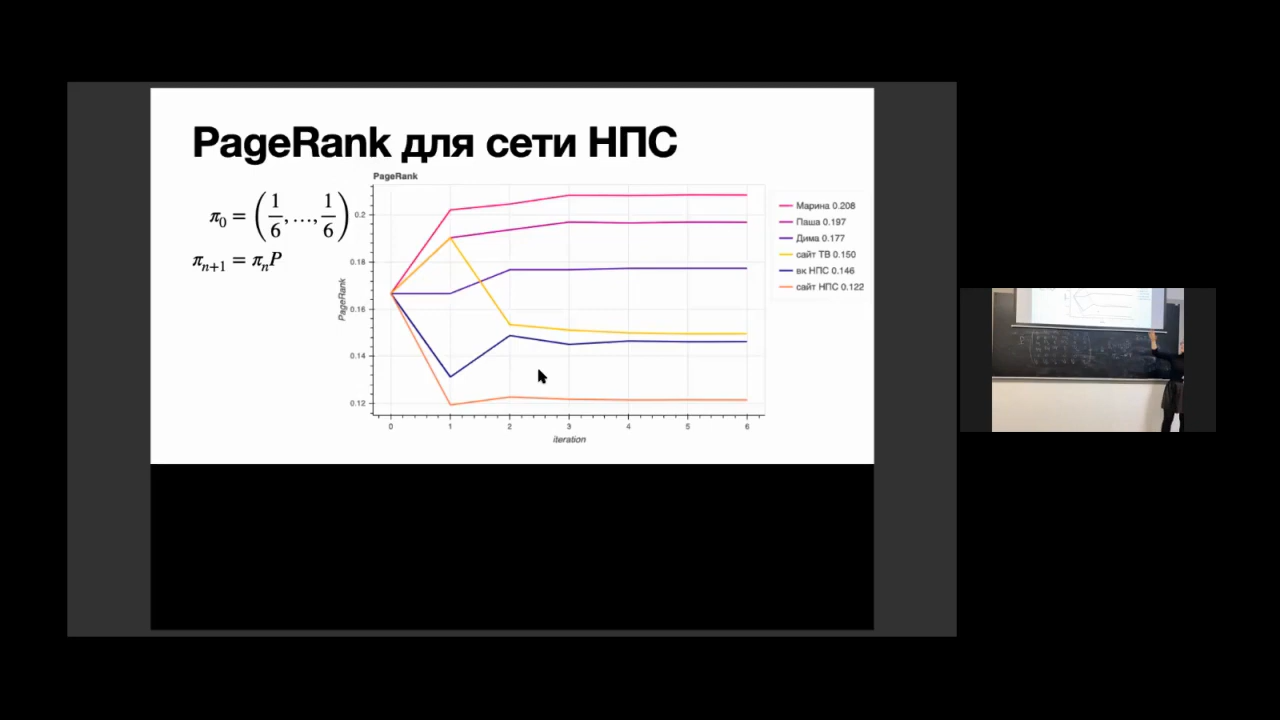 PageRank для сети НПС
π₀ = (1/6, …, 1/6)
πₙ₊₁ = πₙP
PageRank
0.2
0.18
0.16
0.14
0.12
PageRank
0 1 2 3 4 5 6
iteration
Марина 0.208
Паша 0.197
Дима 0.177
сайт ТВ 0.150
вк НПС 0.146
сайт НПС 0.122